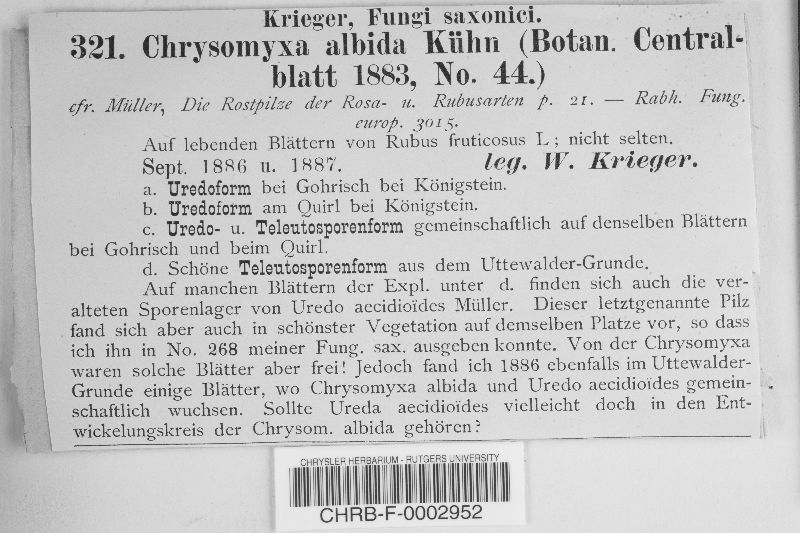 Krieger, Fungi saxonici.
321. Chrysomyxa albida Kühn (Botan. Central-
blatt 1883, No. 44.)
cfr. Müller, Die Rostpilze der Rosa- u. Rubusarten p. 21. — Rabh. Fung.
europ. 3015.
Auf lebenden Blättern von Rubus fruticosus L; nicht selten.
Sept. 1886 u. 1887. leg. W. Krieger.
a. Uredoform bei Gohrisch bei Königstein.
b. Uredoform am Quirl bei Königstein.
c. Uredo- u. Teleutosporenform gemeinschaftlich auf denselben Blättern
bei Gohrisch und beim Quirl.
d. Schöne Teleutosporenform aus dem Uttewalder-Grunde.
Auf manchen Blättern der Expl. unter d. finden sich auch die ver-
alteten Sporenlager von Uredo aecidioïdes Müller. Dieser letztgenannte Pilz
fand sich aber auch in schönster Vegetation auf demselben Platze vor, so dass
ich ihn in No. 268 meiner Fung. sax. ausgeben konnte. Von der Chrysomyxa
waren solche Blätter aber frei! Jedoch fand ich 1886 ebenfalls im Uttewalder-
Grunde einige Blätter, wo Chrysomyxa albida und Uredo aecidioïdes gemein-
schaftlich wuchsen. Sollte Ureda aecidioïdes vielleicht doch in den Ent-
wickelungskreis der Chrysom. albida gehören?
CHRYSLER HERBARIUM - RUTGERS UNIVERSITY
CHRB-F-0002952